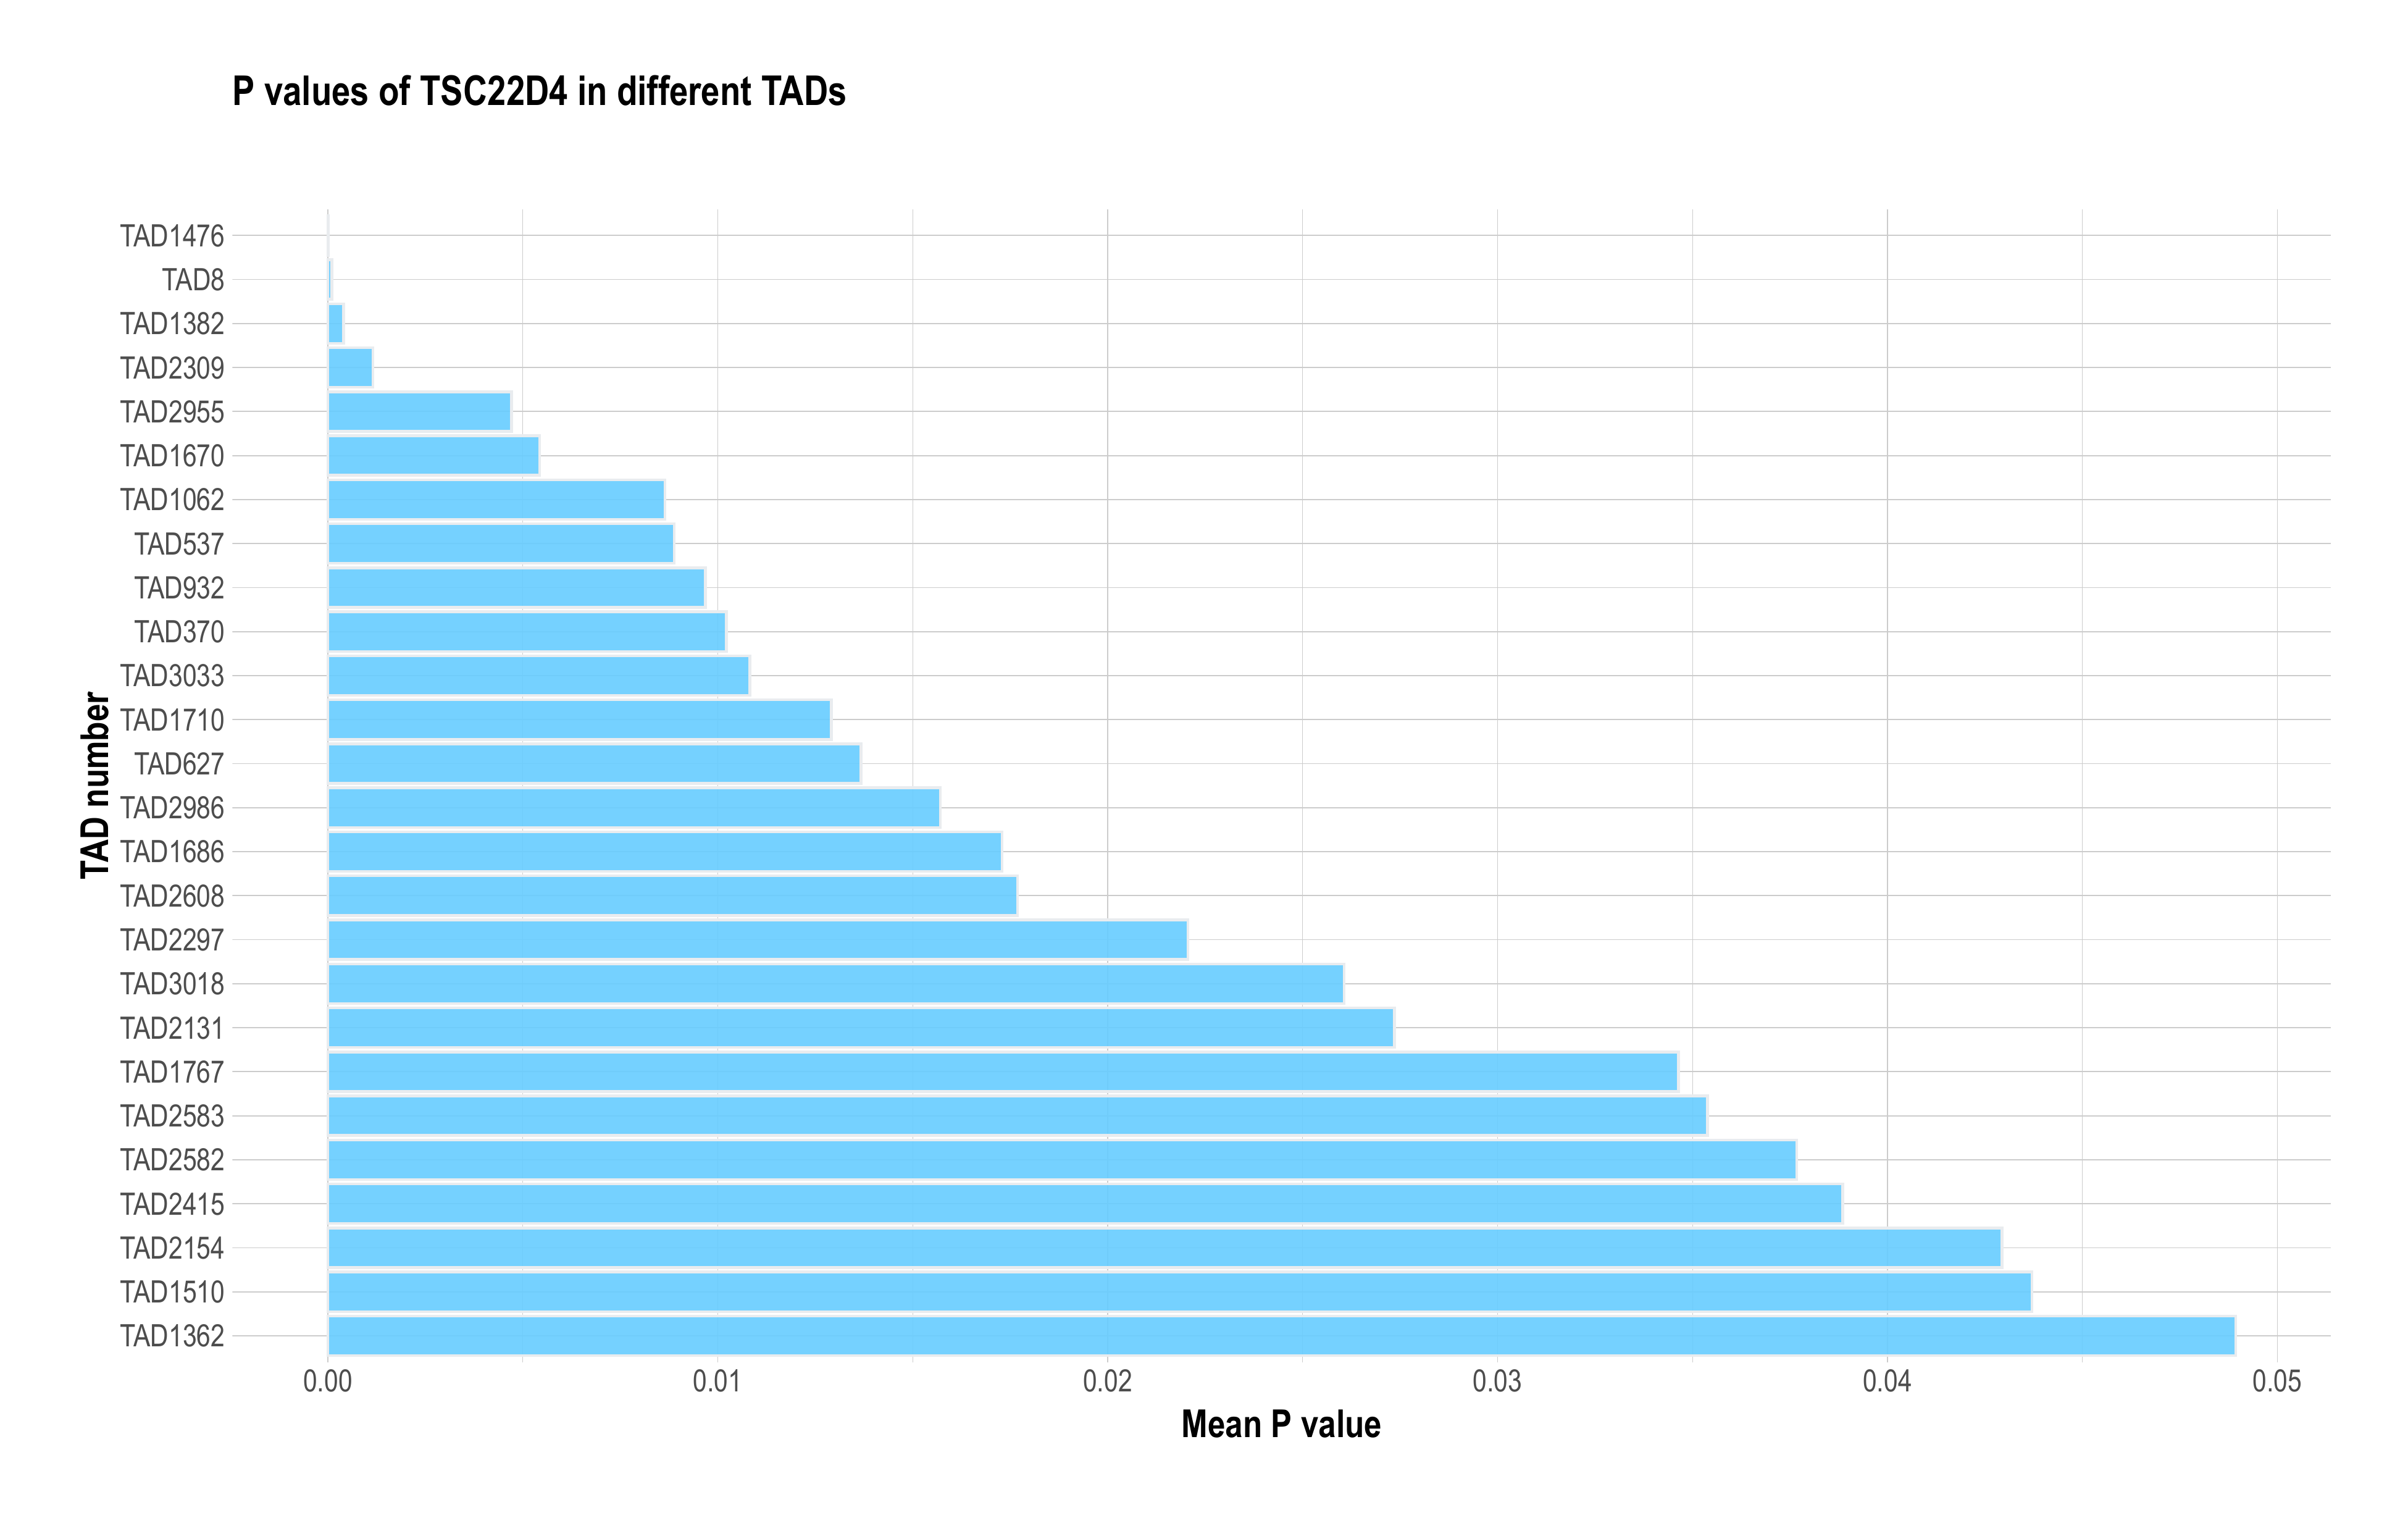 P values of TSC22D4 in different TADs
TAD number
TAD1476
TAD8
TAD1382
TAD2309
TAD2955
TAD1670
TAD1062
TAD537
TAD932
TAD370
TAD3033
TAD1710
TAD627
TAD2986
TAD1686
TAD2608
TAD2297
TAD3018
TAD2131
TAD1767
TAD2583
TAD2582
TAD2415
TAD2154
TAD1510
TAD1362
0.00 0.01 0.02 0.03 0.04 0.05
Mean P value